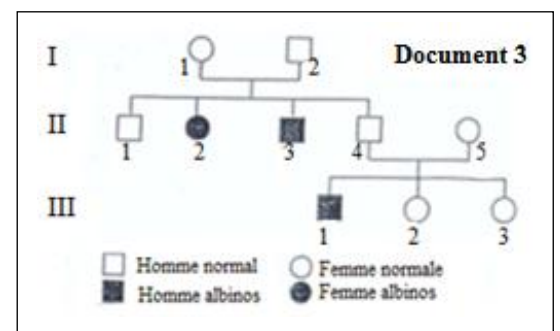 Document 3
I
1
2
II
1
2
3
4
5
III
1
2
3
Homme normal
Femme normale
Homme albinos
Femme albinos